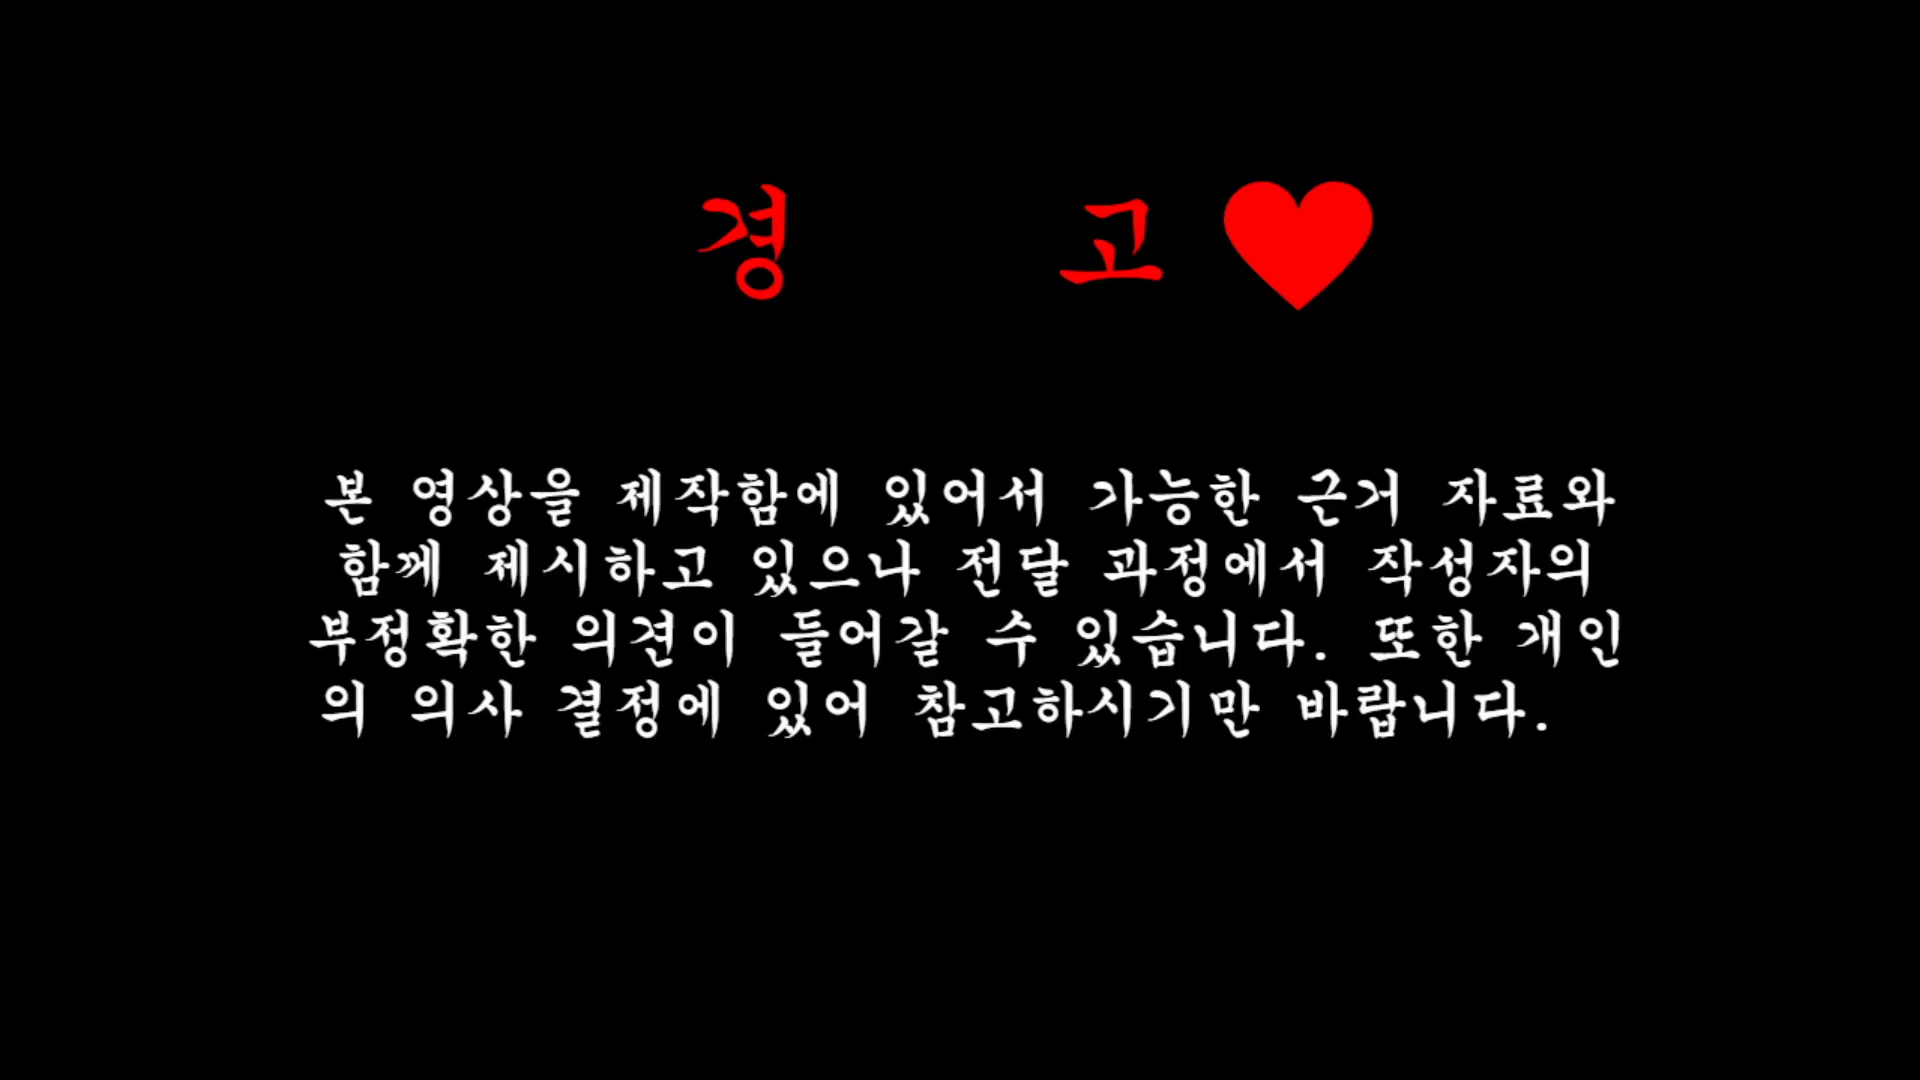 경 고 ♥
본 영상을 제작함에 있어서 가능한 근거 자료와
함께 제시하고 있으나 전달 과정에서 작성자의
부정확한 의견이 들어갈 수 있습니다. 또한 개인
의 의사 결정에 있어 참고하시기만 바랍니다.